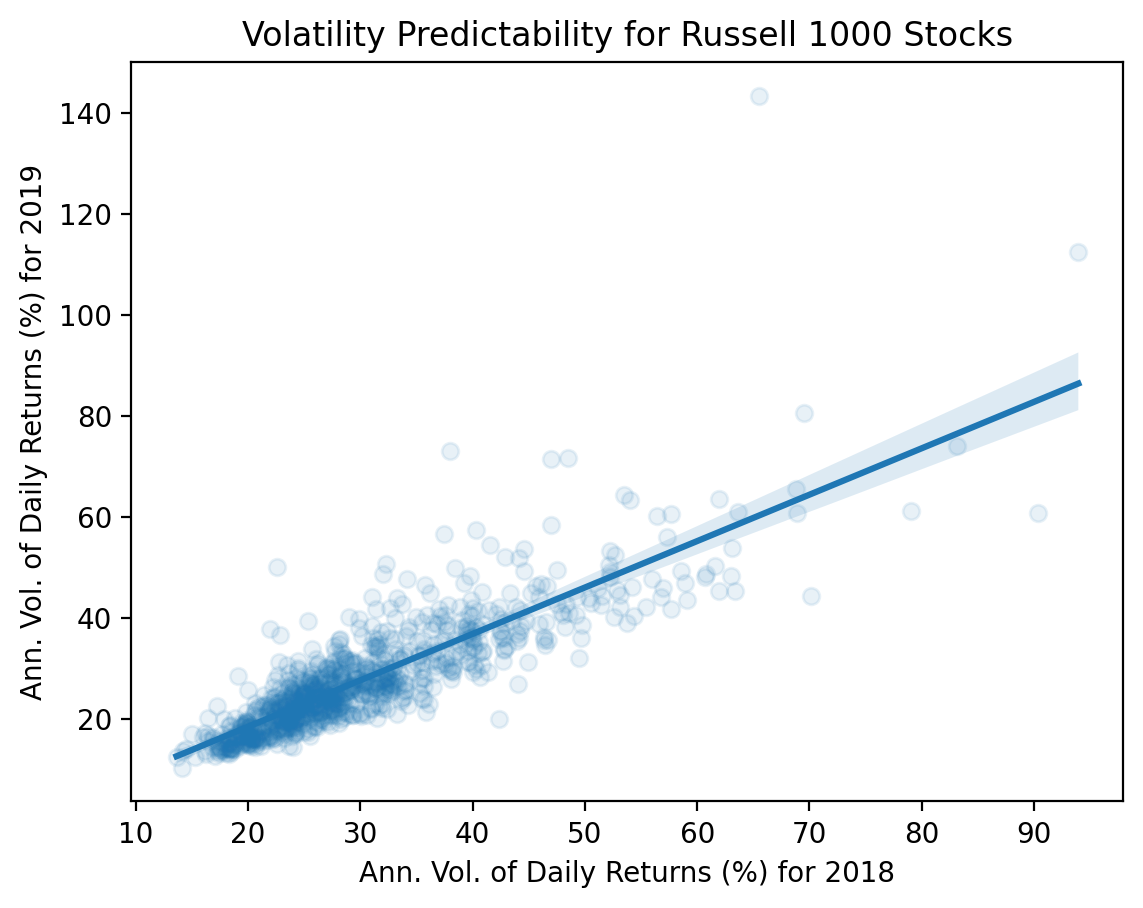 Volatility Predictability for Russell 1000 Stocks
140
120
100
80
60
40
20
Ann. Vol. of Daily Returns (%) for 2019
10 20 30 40 50 60 70 80 90
Ann. Vol. of Daily Returns (%) for 2018